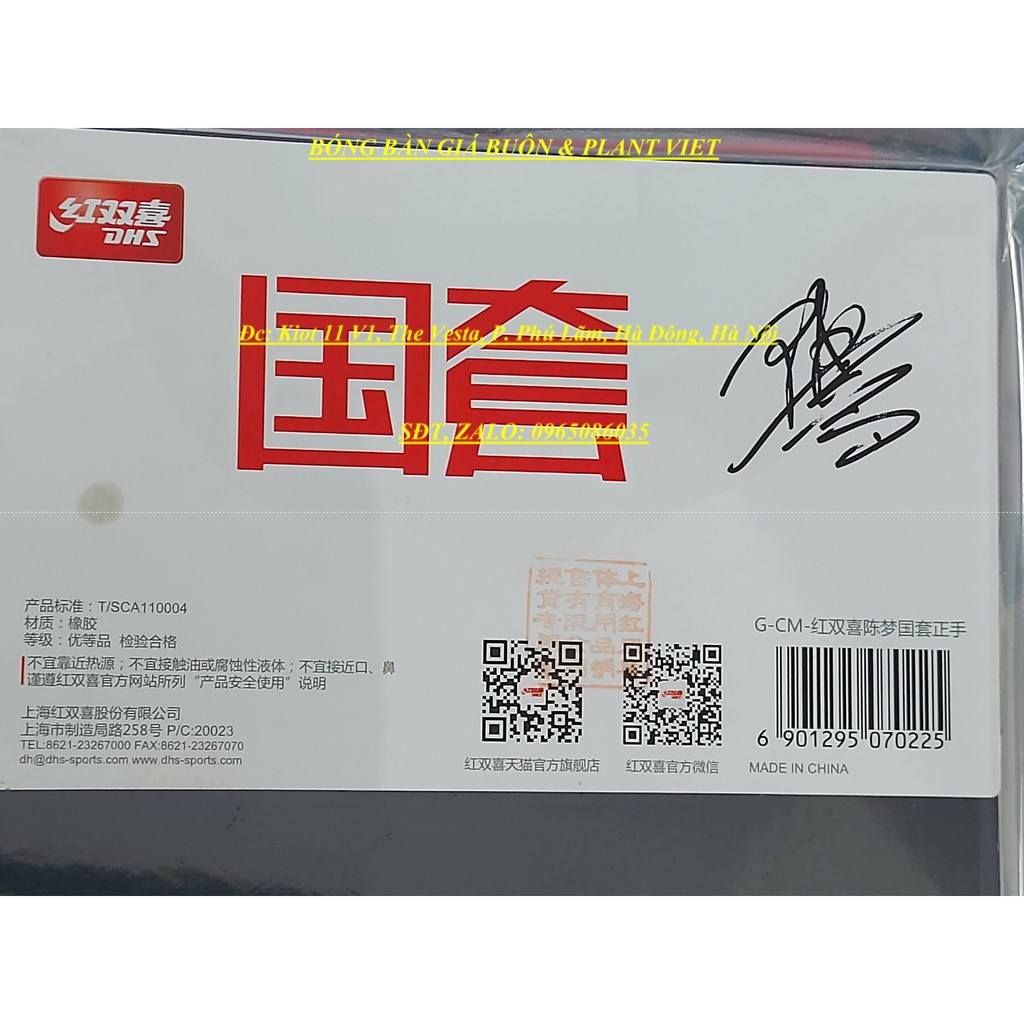 BÓNG BÀN GIÁ BUÔN & PLANT VIET
红双喜
DHS
国套
Đc: Kiot 11 V1, The Vesta, P. Phú Lãm, Hà Đông, Hà Nội
SĐT, ZALO: 0965086035
产品标准：T/SCA110004
材质：橡胶
等级：优等品 检验合格
不宜靠近热源；不宜接触油或腐蚀性液体；不宜接近口、鼻
谨遵红双喜官方网站所列“产品安全使用”说明
上海红双喜股份有限公司
上海市制造局路258号 P/C:20023
TEL:8621-23267000 FAX:8621-23267070
dh@dhs-sports.com www.dhs-sports.com
红双喜天猫官方旗舰店
红双喜官方微信
G-CM-红双喜陈梦国套正手
6 901295 070225
MADE IN CHINA